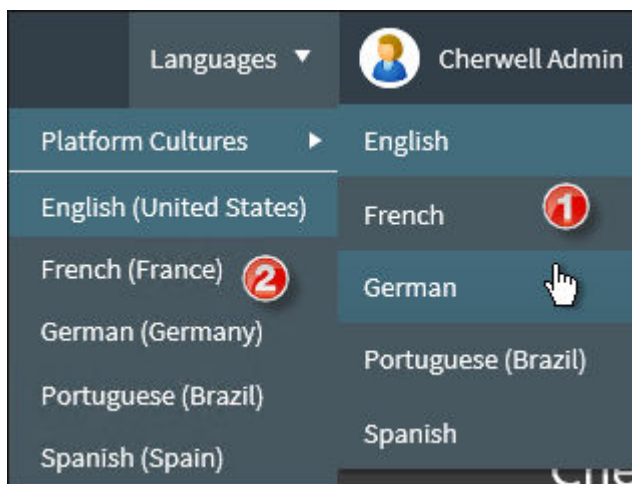 Languages
Cherwell Admin
Platform Cultures
English (United States)
French (France)
2
German (Germany)
Portuguese (Brazil)
Spanish (Spain)
English
French
1
German
Portuguese (Brazil)
Spanish